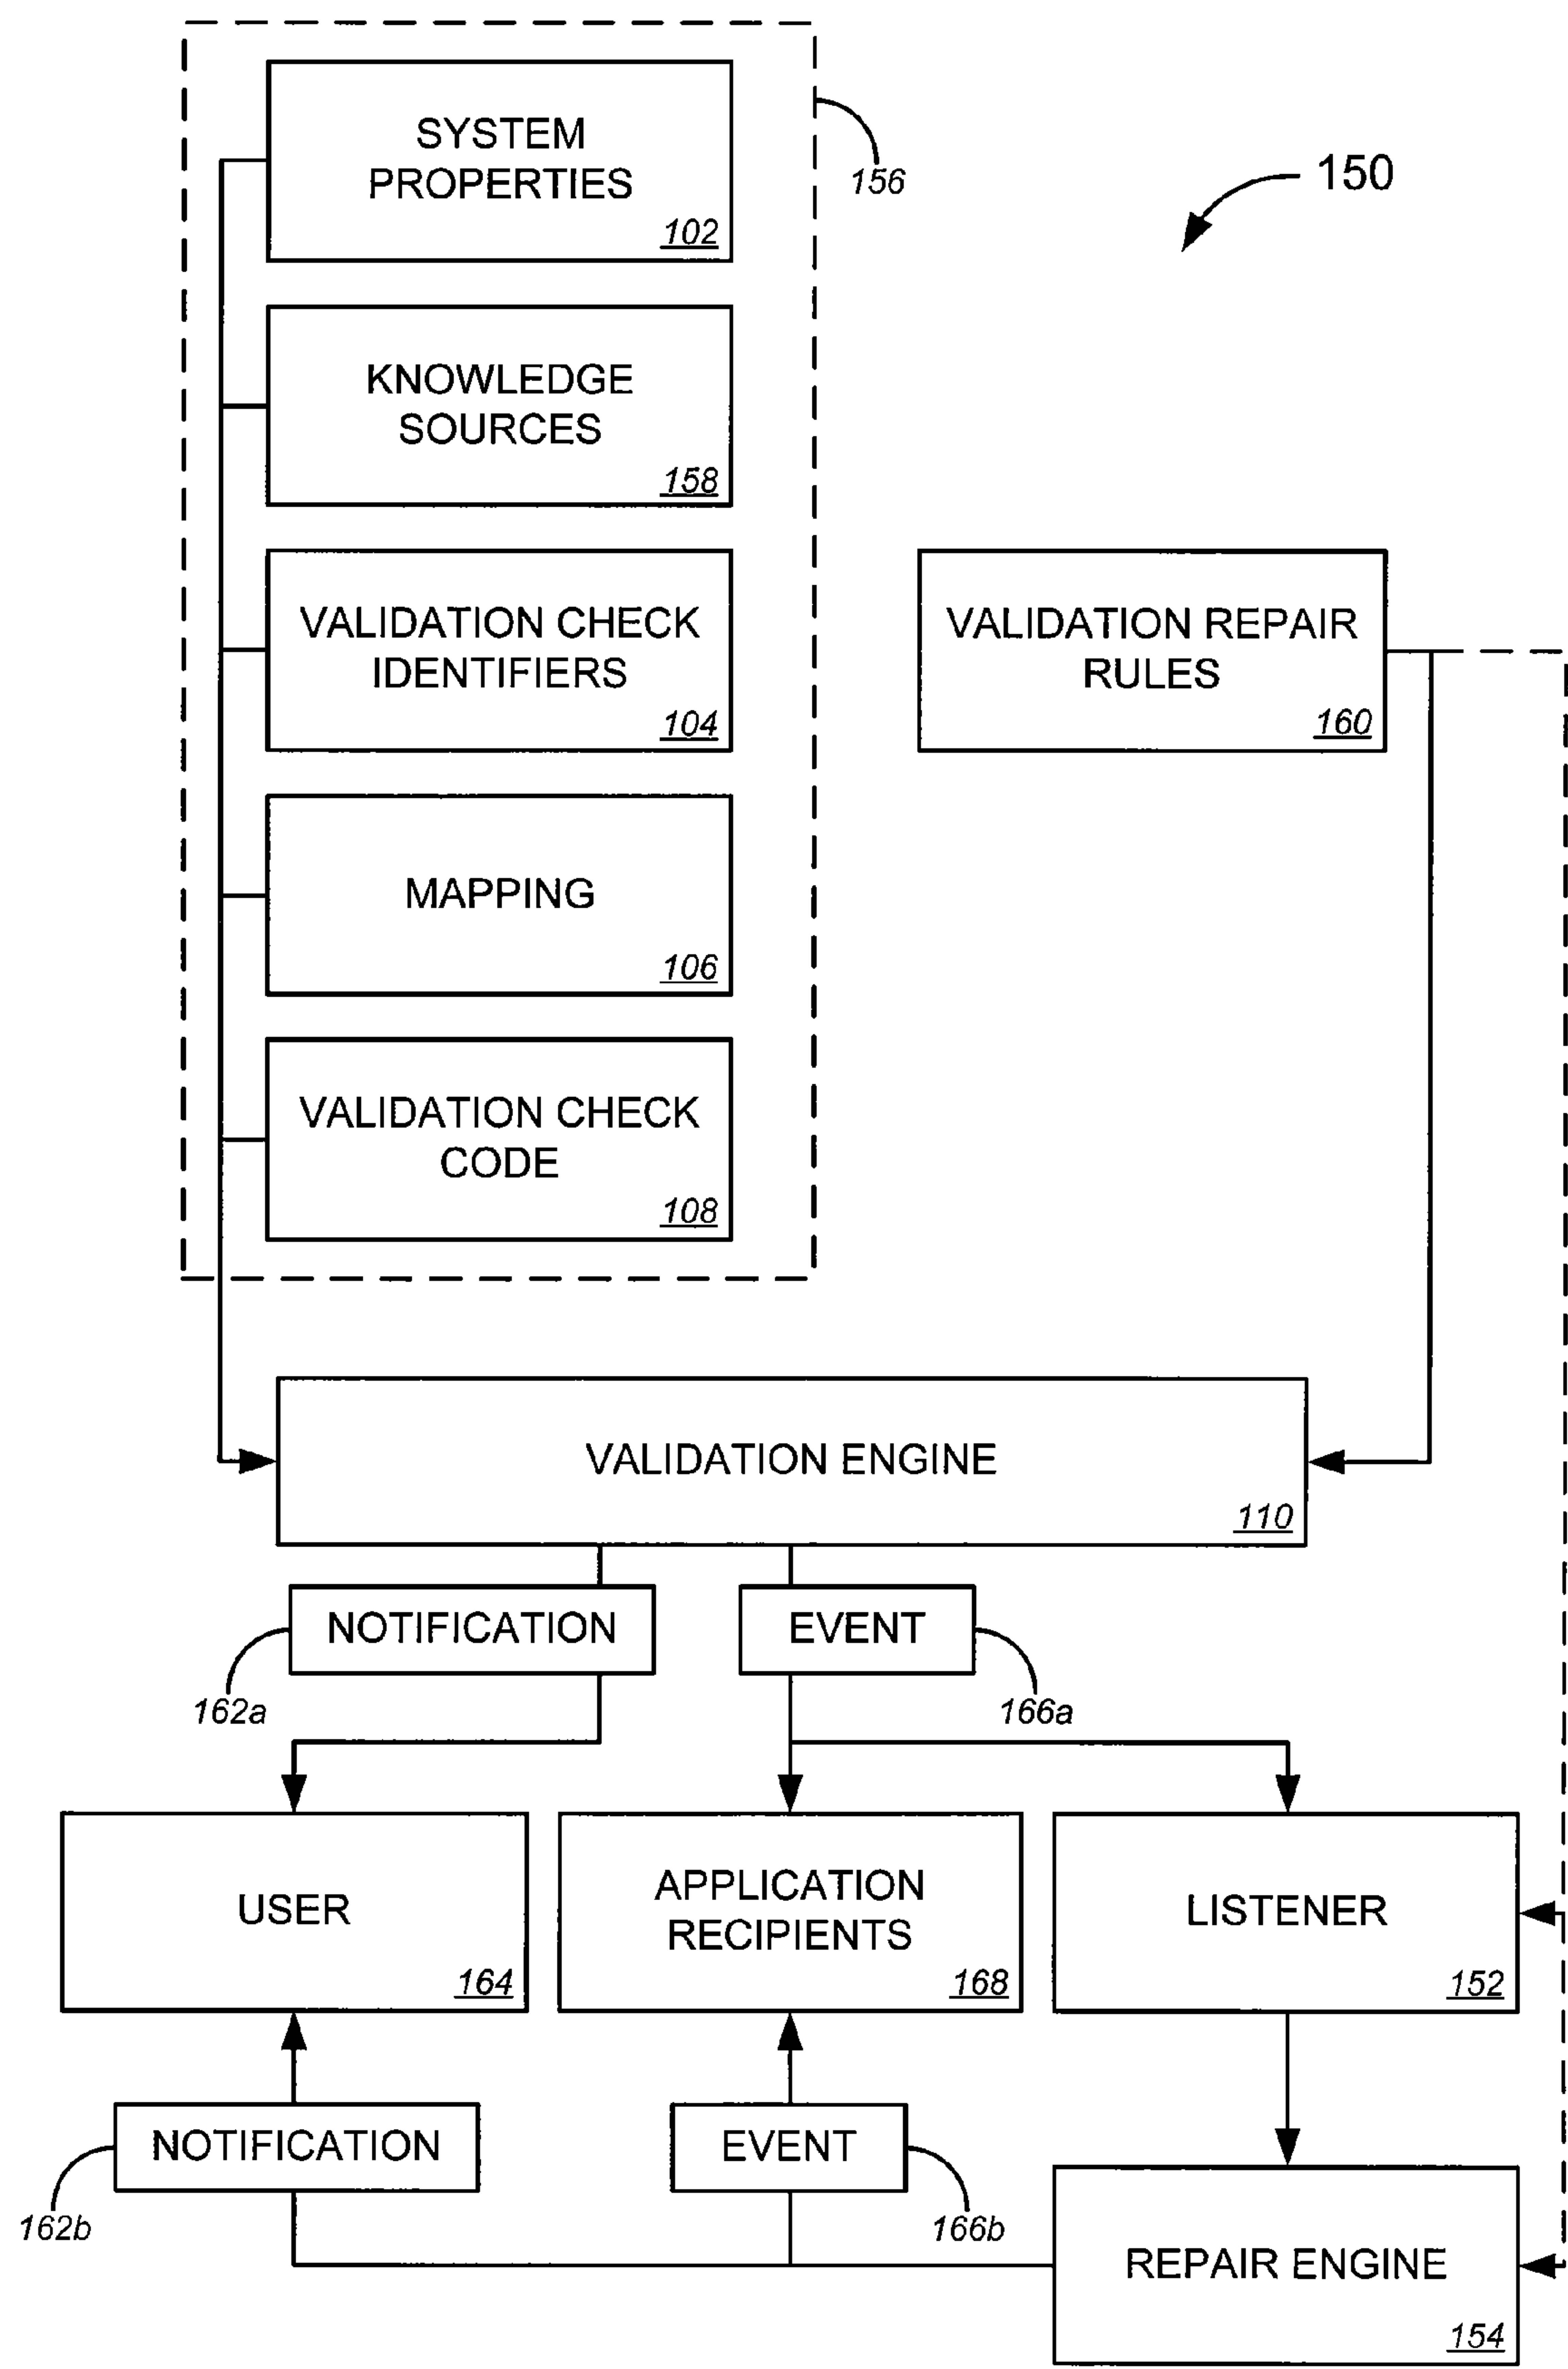 SYSTEM
PROPERTIES
102
156
150
KNOWLEDGE
SOURCES
158
VALIDATION CHECK
IDENTIFIERS
104
VALIDATION REPAIR
RULES
160
MAPPING
106
VALIDATION CHECK
CODE
108
VALIDATION ENGINE
110
NOTIFICATION
162a
EVENT
166a
USER
164
APPLICATION
RECIPIENTS
168
LISTENER
152
NOTIFICATION
162b
EVENT
166b
REPAIR ENGINE
154